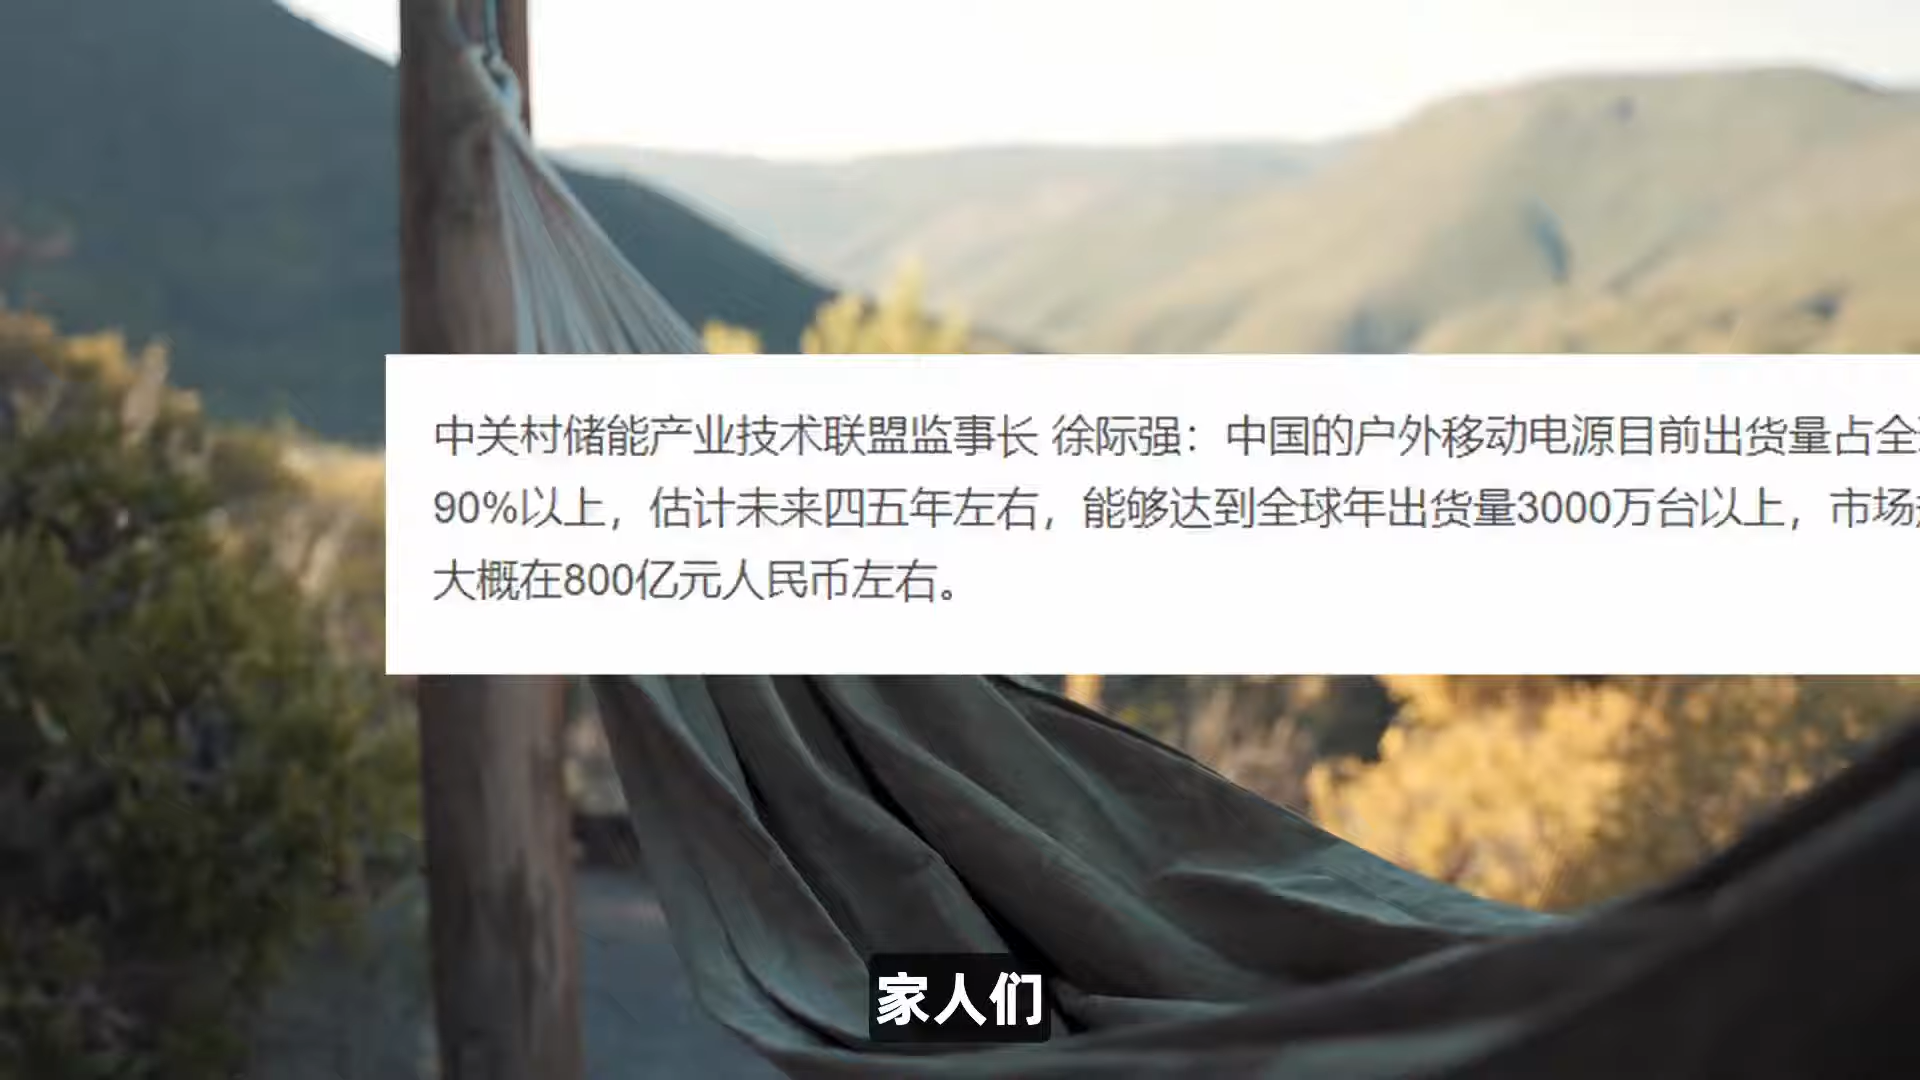 中关村储能产业技术联盟监事长 徐际强：中国的户外移动电源目前出货量占全
90%以上，估计未来四五年左右，能够达到全球年出货量3000万台以上，市场
大概在800亿元人民币左右。
家人们